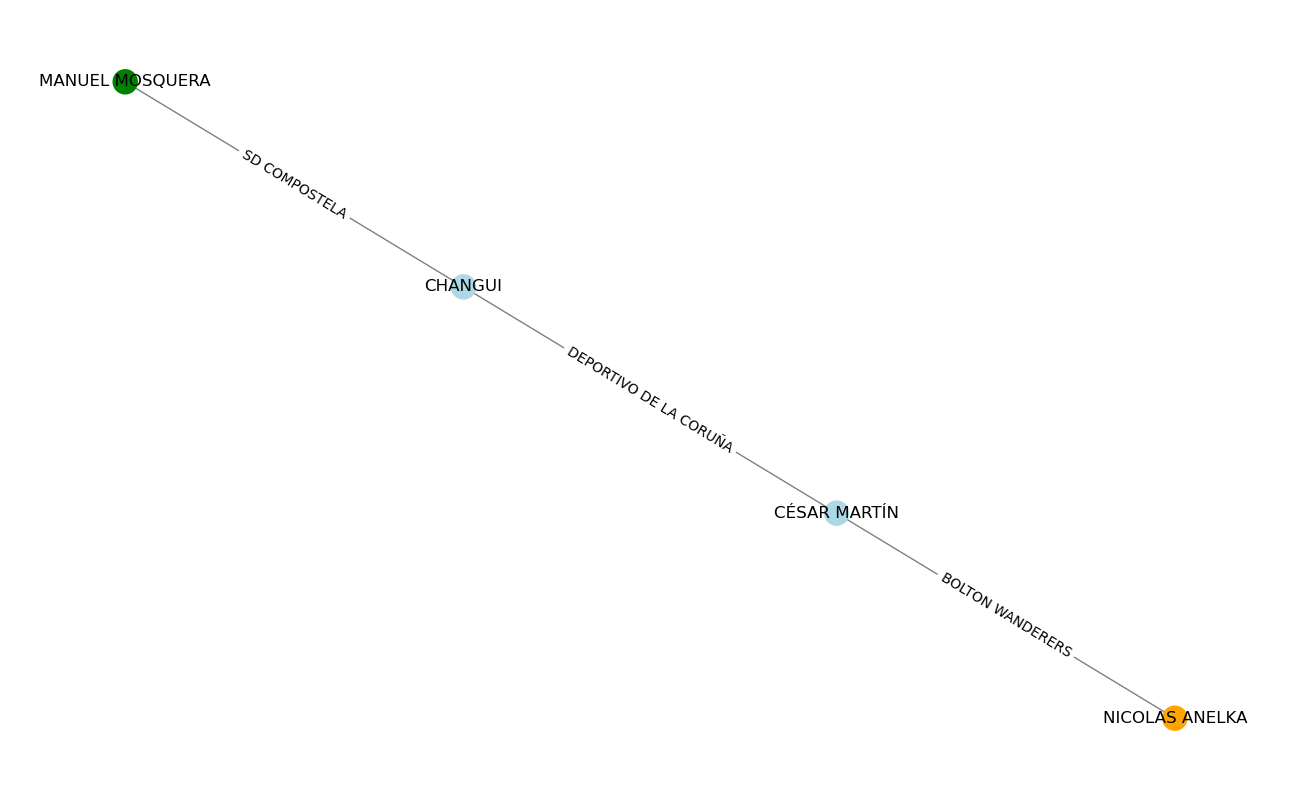 MANUEL MOSQUERA
SD COMPOSTELA
CHANGUI
DEPORTIVO DE LA CORUÑA
CÉSAR MARTÍN
BOLTON WANDERERS
NICOLAS ANELKA